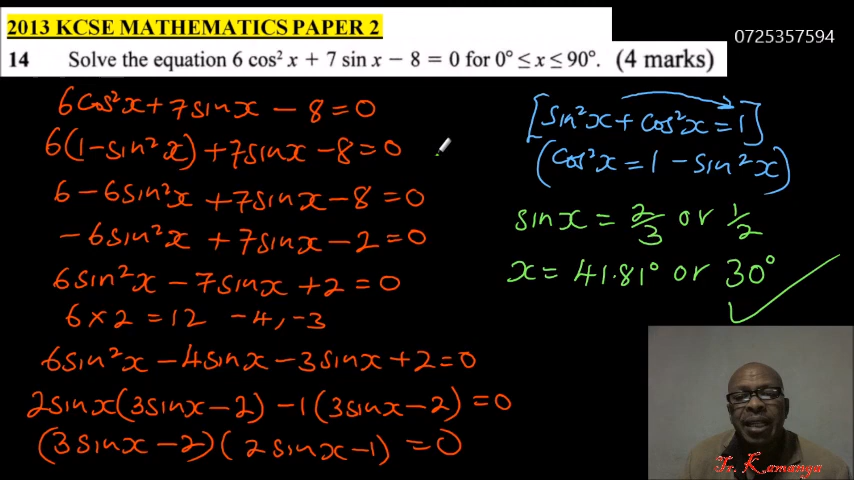 2013 KCSE MATHEMATICS PAPER 2
0725357594
14 Solve the equation 6 cos² x + 7 sin x − 8 = 0 for 0° ≤ x ≤ 90°. (4 marks)
6cos²x + 7sinx − 8 = 0
6(1 − sin²x) + 7sinx − 8 = 0
6 − 6sin²x + 7sinx − 8 = 0
−6sin²x + 7sinx − 2 = 0
6sin²x − 7sinx + 2 = 0
6 × 2 = 12 −4, −3
6sin²x − 4sinx − 3sinx + 2 = 0
2sinx(3sinx − 2) − 1(3sinx − 2) = 0
(3sinx − 2)(2sinx − 1) = 0
[sin²x + cos²x = 1]
(cos²x = 1 − sin²x)
sinx = 2/3 or 1/2
x = 41.81° or 30°
Tr. Kamanga